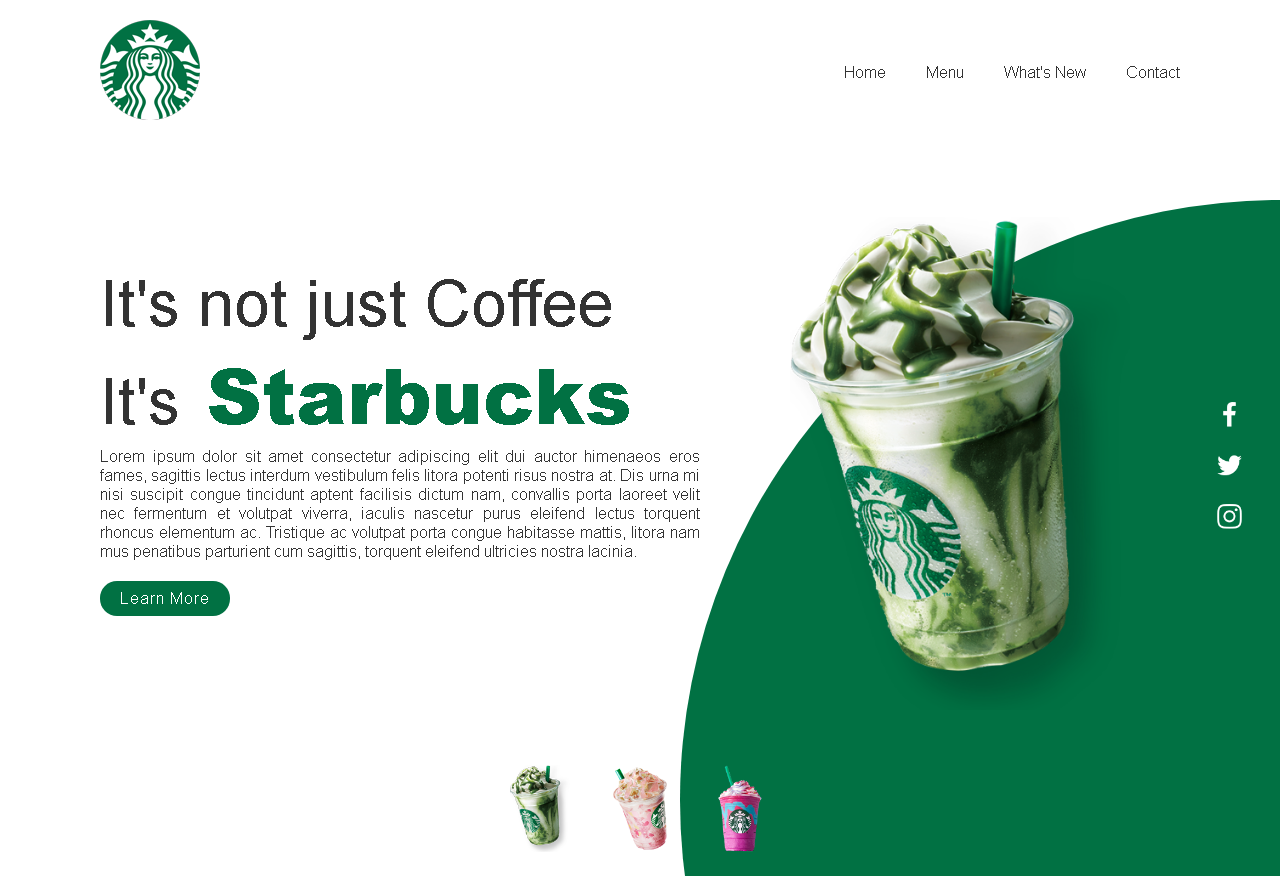 Home
Menu
What's New
Contact
It's not just Coffee
It's Starbucks
Lorem ipsum dolor sit amet consectetur adipiscing elit dui auctor himenaeos eros
fames, sagittis lectus interdum vestibulum felis litora potenti risus nostra at. Dis urna mi
nisi suscipit congue tincidunt aptent facilisis dictum nam, convallis porta laoreet velit
nec fermentum et volutpat viverra, iaculis nascetur purus eleifend lectus torquent
rhoncus elementum ac. Tristique ac volutpat porta congue habitasse mattis, litora nam
mus penatibus parturient cum sagittis, torquent eleifend ultricies nostra lacinia.
Learn More
TM